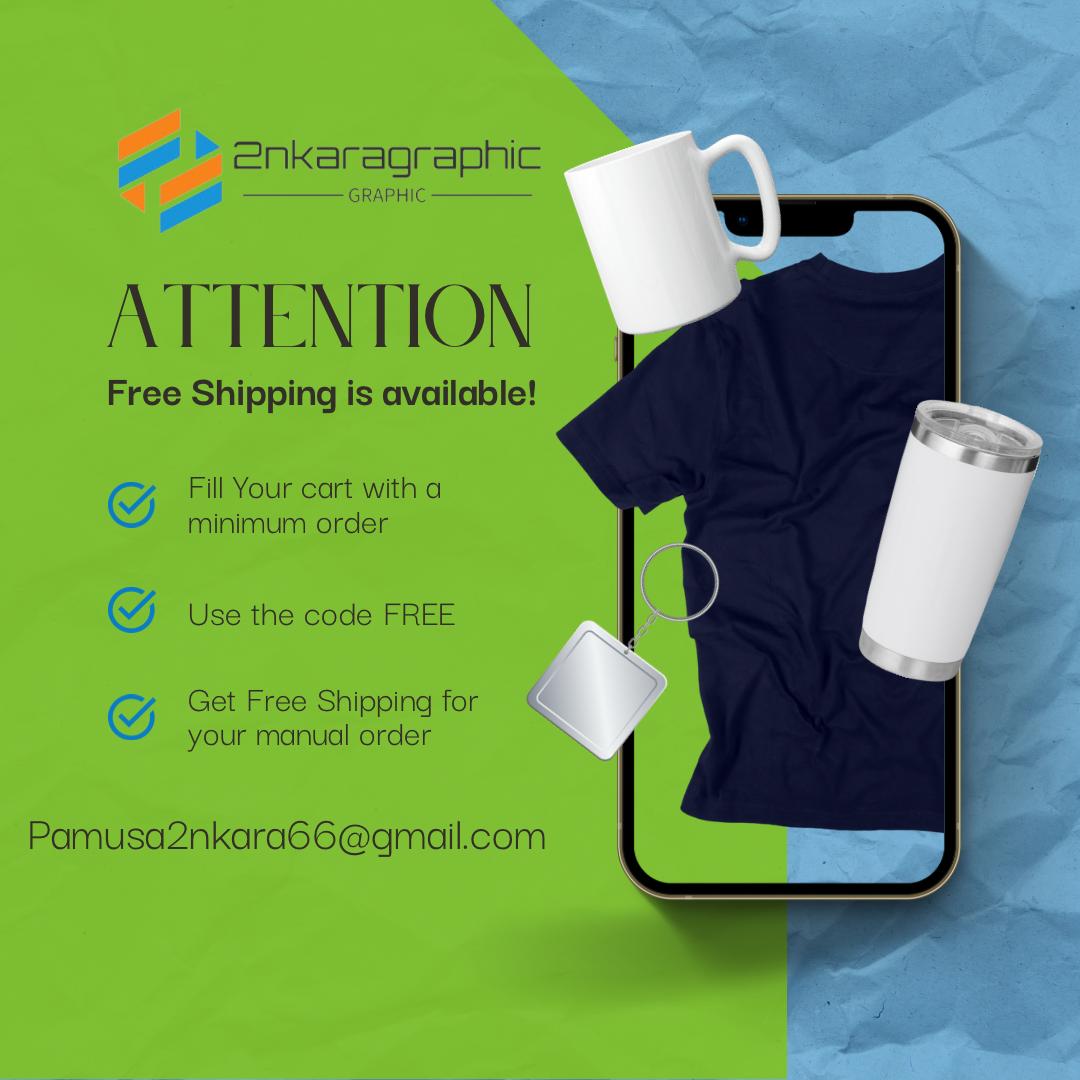 2nkaragraphic
GRAPHIC
ATTENTION
Free Shipping is available!
Fill Your cart with a
minimum order
Use the code FREE
Get Free Shipping for
your manual order
Pamusa2nkara66@gmail.com